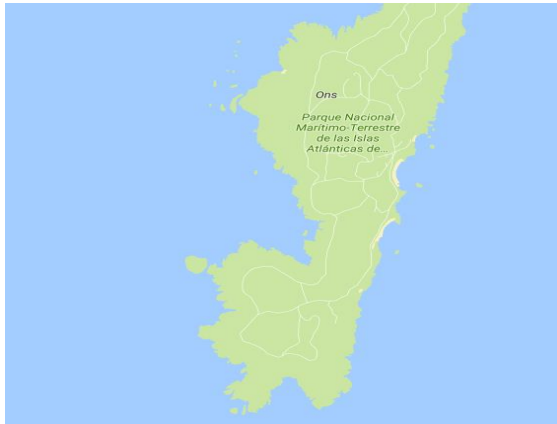 Ons
Parque Nacional
Marítimo-Terrestre
de las Islas
Atlánticas de...